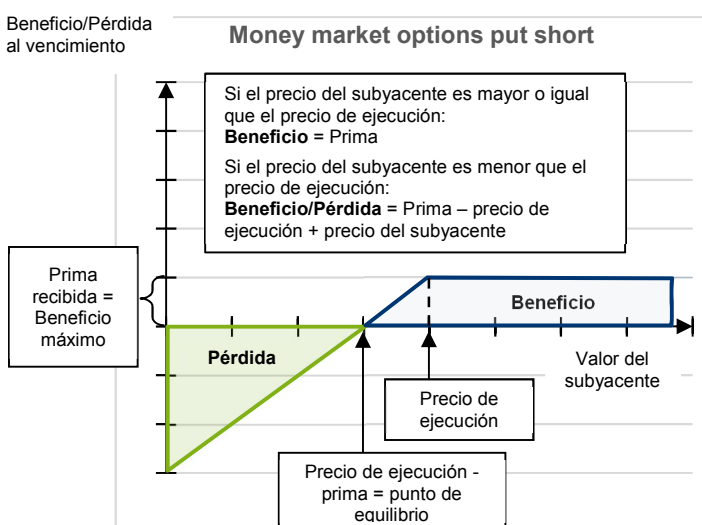 Beneficio/Pérdida
al vencimiento
Money market options put short
Si el precio del subyacente es mayor o igual
que el precio de ejecución:
Beneficio = Prima
Si el precio del subyacente es menor que el
precio de ejecución:
Beneficio/Pérdida = Prima – precio de
ejecución + precio del subyacente
Prima
recibida =
Beneficio
máximo
Beneficio
Pérdida
Valor del
subyacente
Precio de
ejecución
Precio de ejecución -
prima = punto de
equilibrio